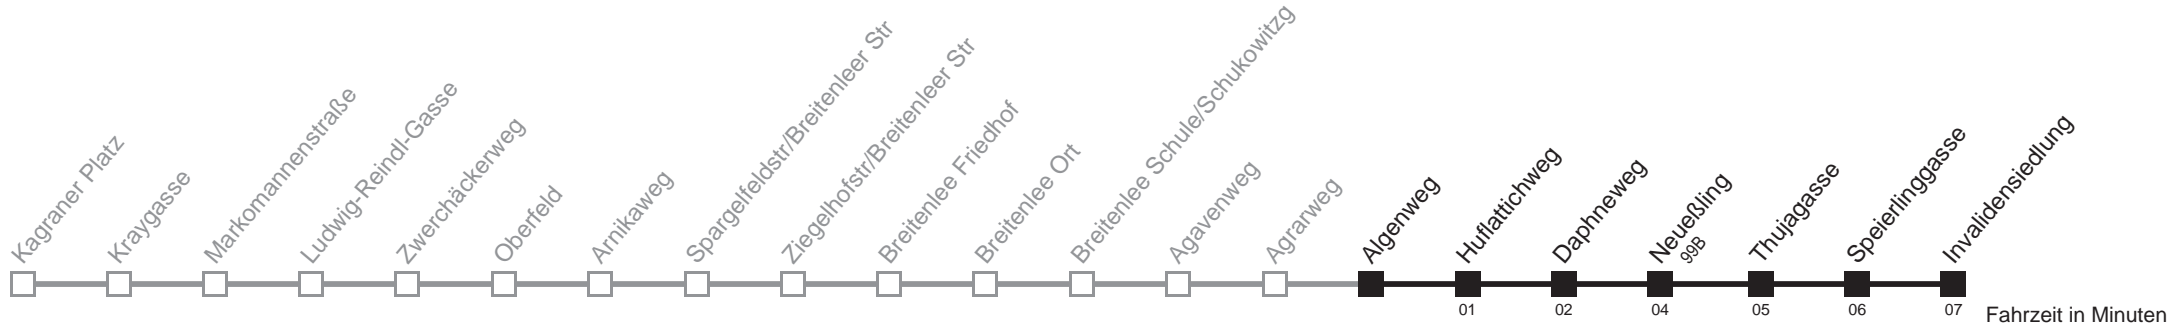 Kagraner Platz
Kraygasse
Markomannenstraße
Ludwig-Reindl-Gasse
Zwerchäckerweg
Oberfeld
Arnikaweg
Spargelfeldstr/Breitenleer Str
Ziegelhofstr/Breitenleer Str
Breitenlee Friedhof
Breitenlee Ort
Breitenlee Schule/Schukowitzg
Agavenweg
Agrarweg
Algenweg
Huflattichweg
Daphneweg
Neueßling
99B
Thujagasse
Speierlinggasse
Invalidensiedlung
01 02 04 05 06 07 Fahrzeit in Minuten